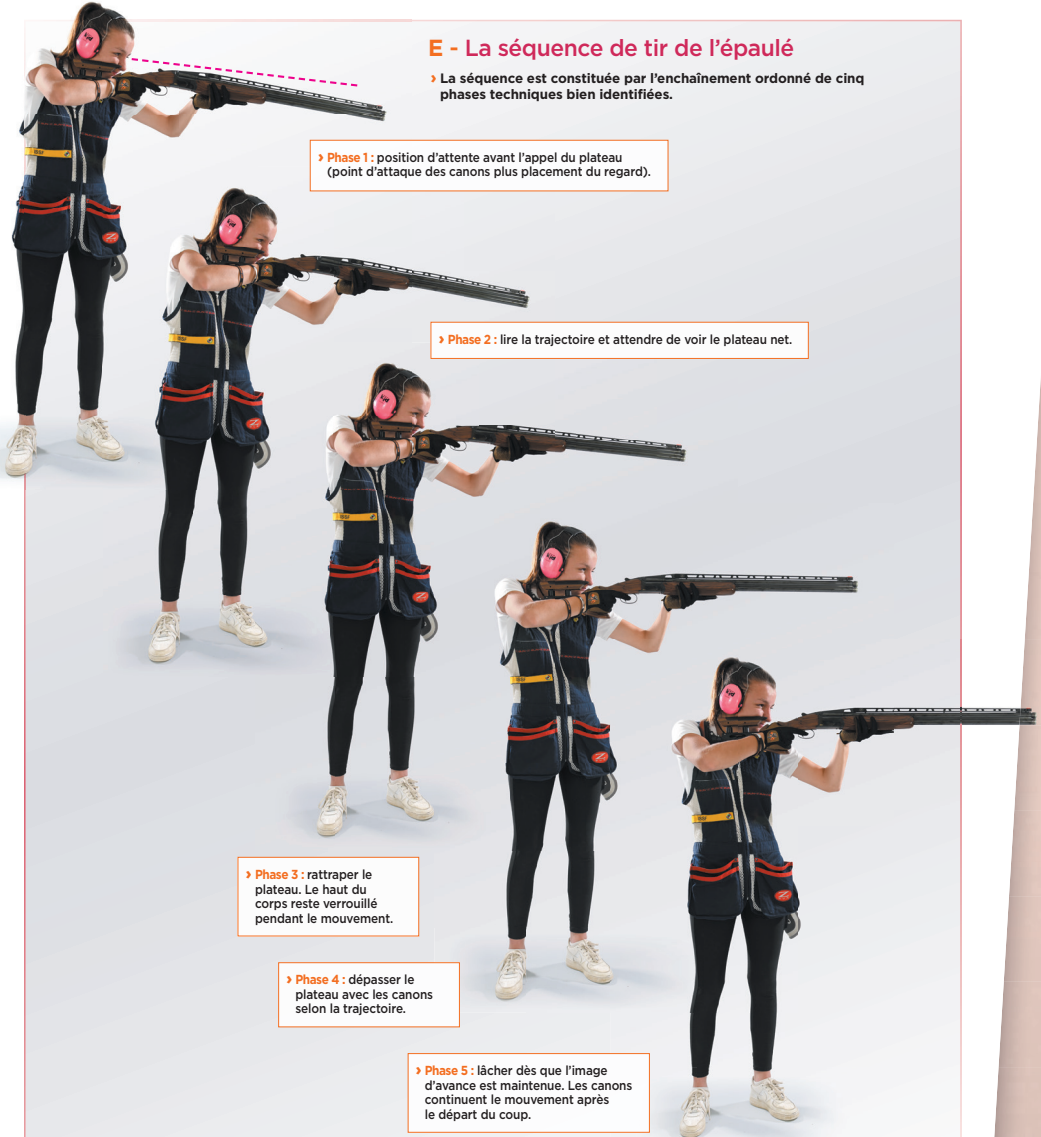 E - La séquence de tir de l'épaulé
› La séquence est constituée par l'enchaînement ordonné de cinq
phases techniques bien identifiées.
› Phase 1 : position d'attente avant l'appel du plateau
(point d'attaque des canons plus placement du regard).
› Phase 2 : lire la trajectoire et attendre de voir le plateau net.
› Phase 3 : rattraper le
plateau. Le haut du
corps reste verrouillé
pendant le mouvement.
› Phase 4 : dépasser le
plateau avec les canons
selon la trajectoire.
› Phase 5 : lâcher dès que l'image
d'avance est maintenue. Les canons
continuent le mouvement après
le départ du coup.